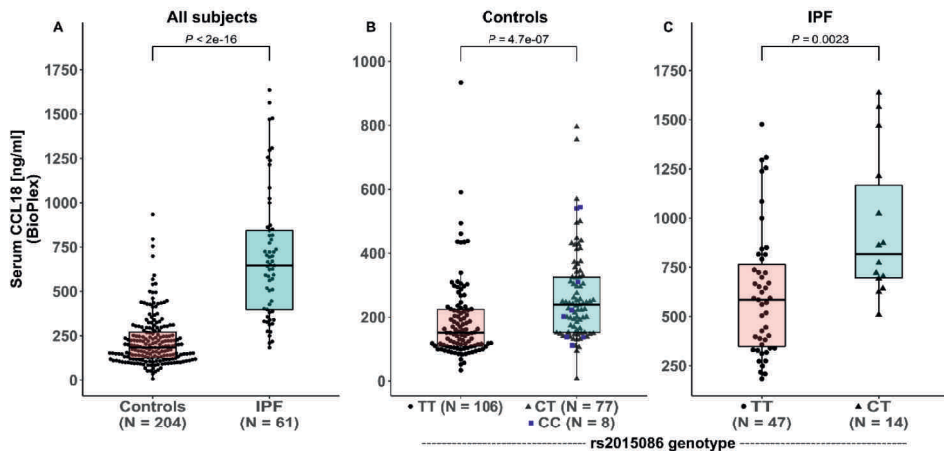 A All subjects
P < 2e-16
Serum CCL18 [ng/ml]
(BioPlex)
1750
1500
1250
1000
750
500
250
0
Controls
(N = 204)
IPF
(N = 61)
B Controls
P = 4.7e-07
1000
800
600
400
200
0
TT (N = 106)
CT (N = 77)
CC (N = 8)
C IPF
P = 0.0023
1750
1500
1250
1000
750
500
250
TT
(N = 47)
CT
(N = 14)
rs2015086 genotype